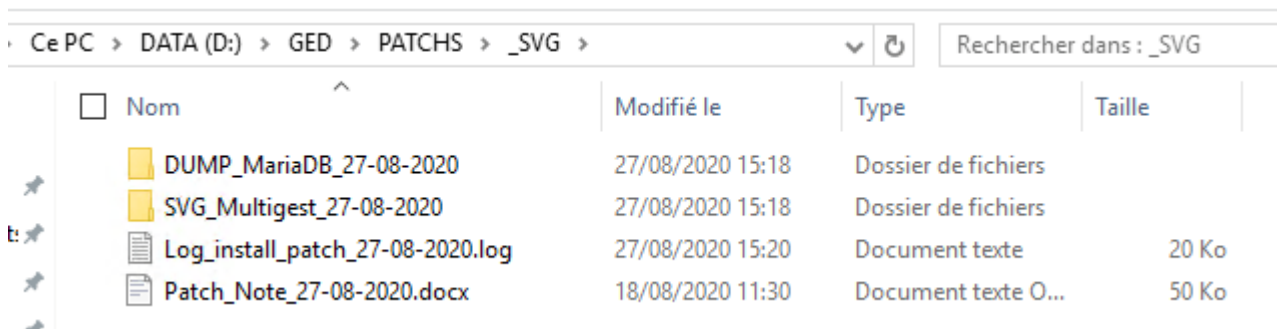 Ce PC > DATA (D:) > GED > PATCHS > _SVG > Rechercher dans : _SVG
Nom Modifié le Type Taille
DUMP_MariaDB_27-08-2020 27/08/2020 15:18 Dossier de fichiers
SVG_Multigest_27-08-2020 27/08/2020 15:18 Dossier de fichiers
Log_install_patch_27-08-2020.log 27/08/2020 15:20 Document texte 20 Ko
Patch_Note_27-08-2020.docx 18/08/2020 11:30 Document texte O... 50 Ko